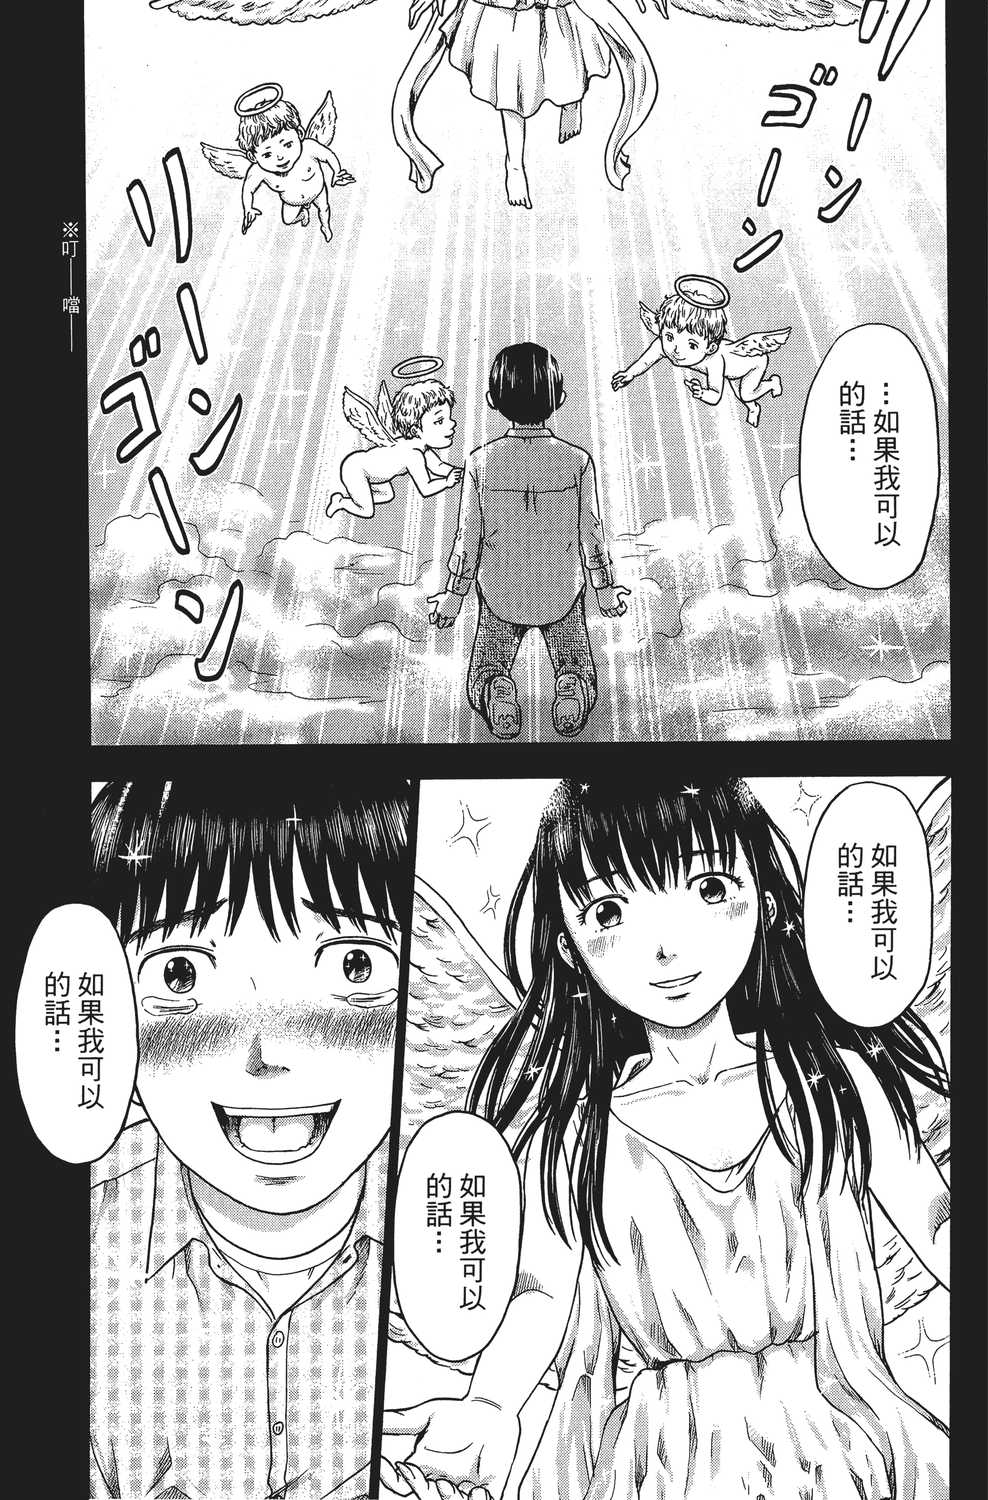 リーンゴーン
…如果我可以
的話…
リーンゴーン
※叮——噹——
如果我可以
的話…
如果我可以
的話…
如果我可以
的話…